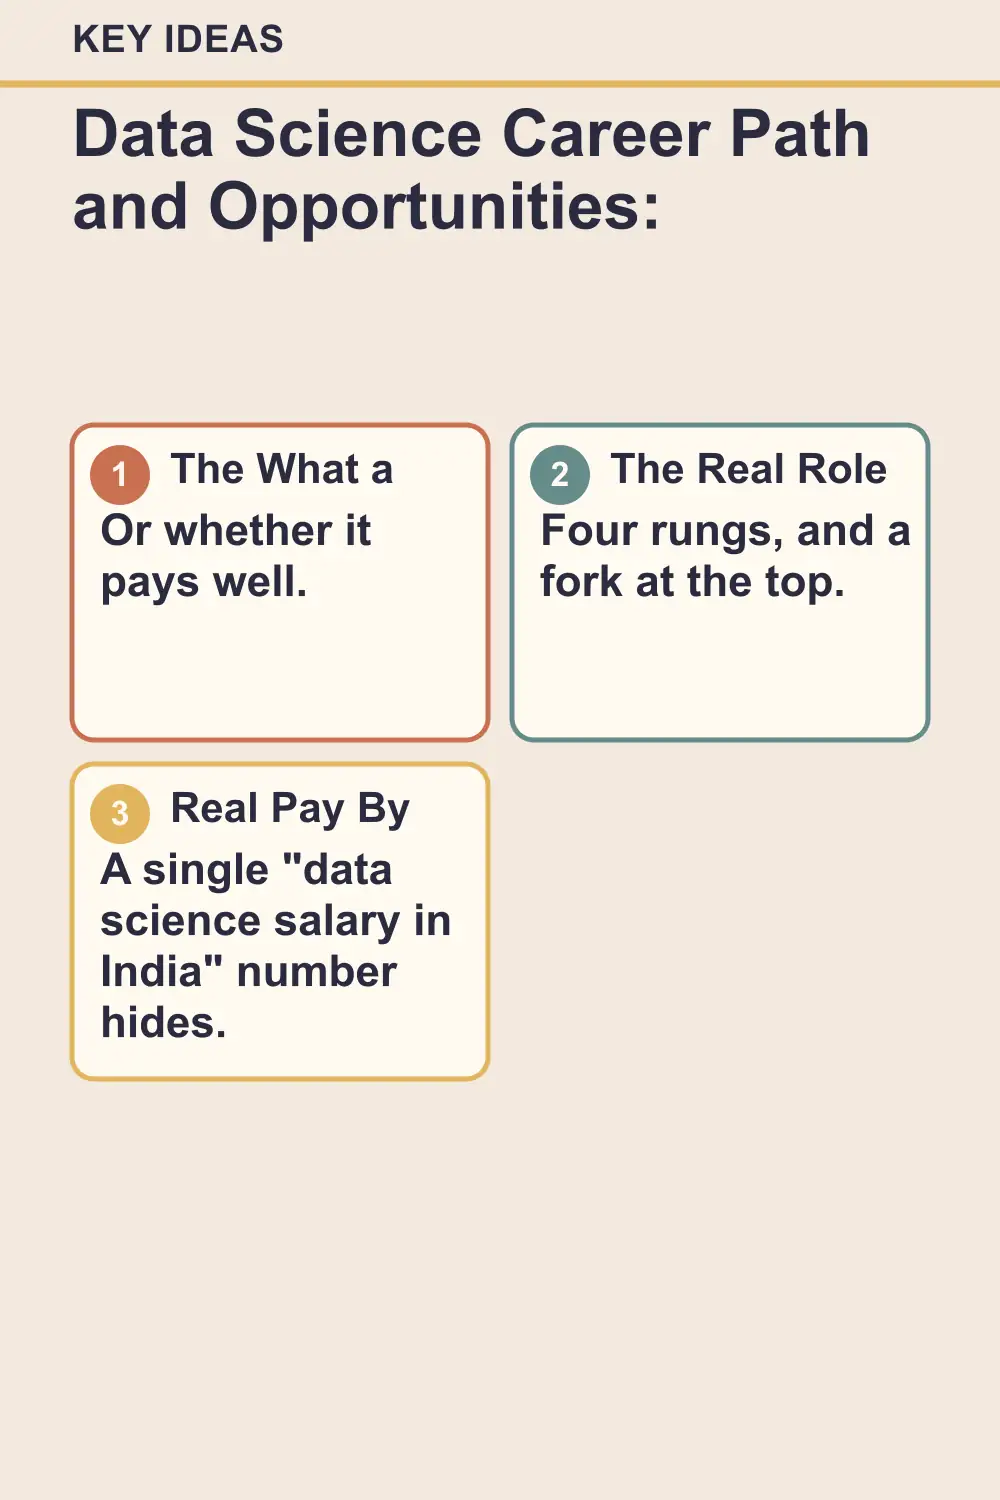 KEY IDEAS
Data Science Career Path
and Opportunities:
1 The What a
Or whether it
pays well.
2 The Real Role
Four rungs, and a
fork at the top.
3 Real Pay By
A single "data
science salary in
India" number
hides.